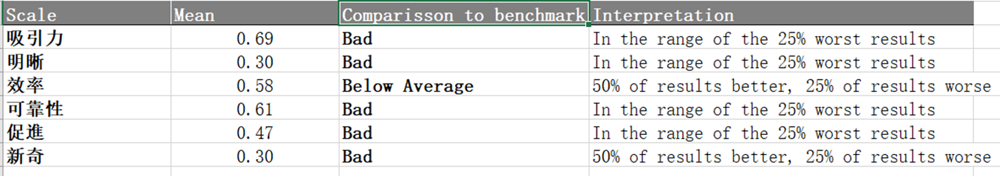 Scale Mean Comparisson to benchmark Interpretation
吸引力 0.69 Bad In the range of the 25% worst results
明晰 0.30 Bad In the range of the 25% worst results
效率 0.58 Below Average 50% of results better, 25% of results worse
可靠性 0.61 Bad In the range of the 25% worst results
促進 0.47 Bad In the range of the 25% worst results
新奇 0.30 Bad 50% of results better, 25% of results worse